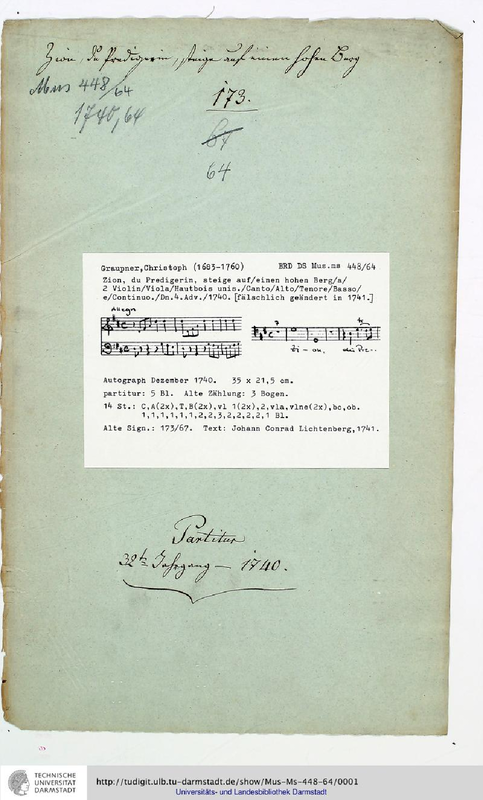 Zion, du Predigerin, steige auf einen hohen Berg
Mus 448/64
1740, 64
173.
64
Graupner,Christoph (1683-1760) BRD DS Mus.ms 448/64
Zion, du Predigerin, steige auf/einen hohen Berg/a/
2 Violin/Viola/Hautbois unis./Canto/Alto/Tenore/Basso/
e/Continuo./Dn.4.Adv./1740. [fälschlich geändert in 1741.]
Allegro
Zi - on,
Autograph Dezember 1740. 35 x 21,5 cm.
partitur: 5 Bl. Alte Zählung: 3 Bogen.
14 St.: C,A(2x),T,B(2x),vl 1(2x),2,vla,vlne(2x),bc,ob.
1,1,1,1,1,1,2,2,3,2,2,2,2,1 Bl.
Alte Sign.: 173/67. Text: Johann Conrad Lichtenberg,1741.
Partitur
32tr Jahrgang — 1740.
TECHNISCHE
UNIVERSITÄT
DARMSTADT
http://tudigit.ulb.tu-darmstadt.de/show/Mus-Ms-448-64/0001
Universitäts- und Landesbibliothek Darmstadt